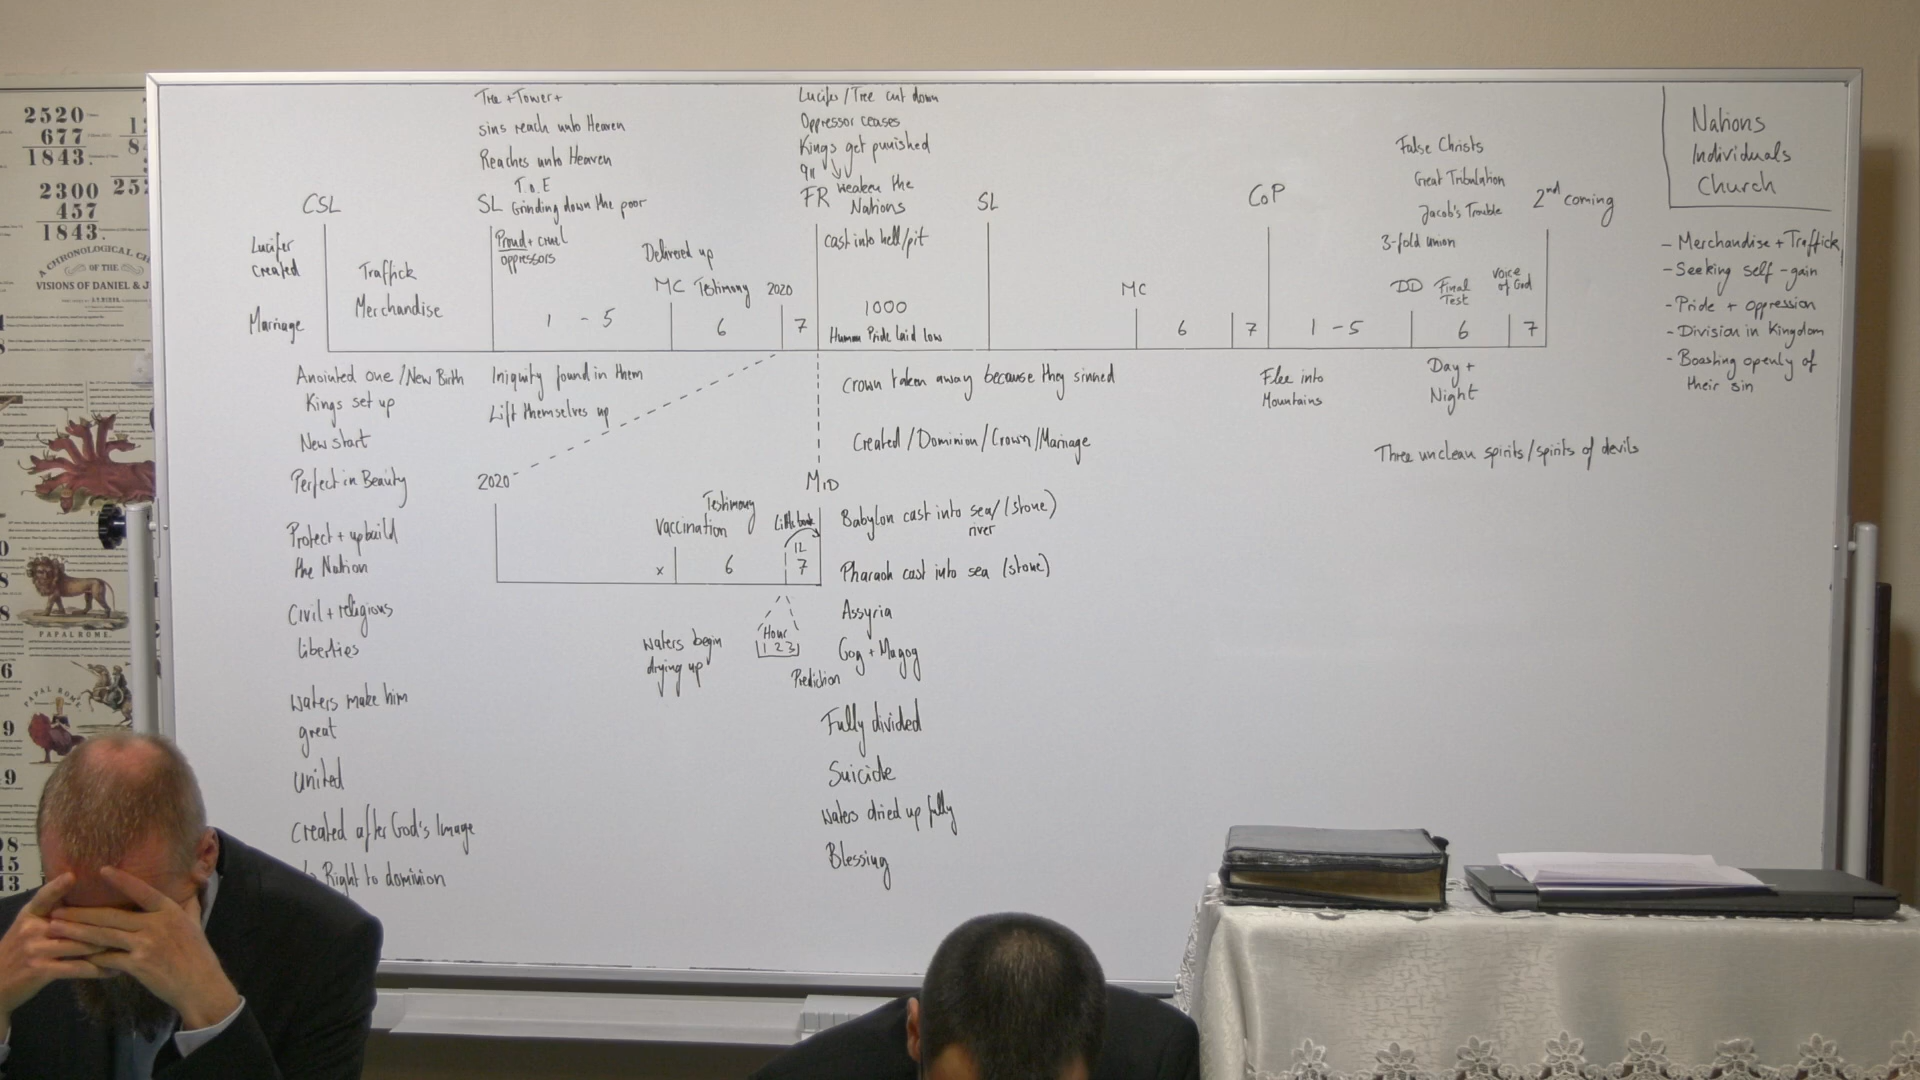 2520
677
1843.
2300
457
1843.
A CHRONOLOGICAL
OF THE
VISIONS OF DANIEL & J
PAPAL ROME.
PAPAL ROM
Tree + Tower +
sins reach unto Heaven
Reaches unto Heaven
T.o.E
SL Grinding down the poor
Lucifer / Tree cut down
Oppressor ceases
Kings get punished
9/11
FR weaken the
Nations
CSL
SL
CoP
False Christs
Great Tribulation
Jacob's Trouble
2nd coming
3-fold union
Nations
Individuals
Church
- Merchandise + Traffick
- Seeking self-gain
- Pride + oppression
- Division in Kingdom
- Boasting openly of
their sin
Lucifer
created
Marriage
Traffick
Merchandise
Proud + cruel
oppressors
1 - 5
Delivered up
MC Testimony 2020
6
7
cast into hell/pit
1000
Human Pride laid low
MC
6
7
1 - 5
DD Final
Test
Voice
of God
6
7
Anointed one / New Birth
Kings set up
New start
Perfect in Beauty
Protect + upbuild
the Nation
Civil + religious
liberties
Waters make him
great
United
Created after God's Image
Right to dominion
Iniquity found in them
Lift themselves up
Crown taken away because they sinned
Created / Dominion / Crown / Marriage
Flee into
Mountains
Day +
Night
Three unclean spirits / spirits of devils
2020
MID
Testimony
Vaccination
Little book
x
6
7
Waters begin
drying up
Hour
1 2 3
Prediction
Babylon cast into sea/ (stone)
river
Pharaoh cast into sea (stone)
Assyria
Gog + Magog
Fully divided
Suicide
Waters dried up fully
Blessing